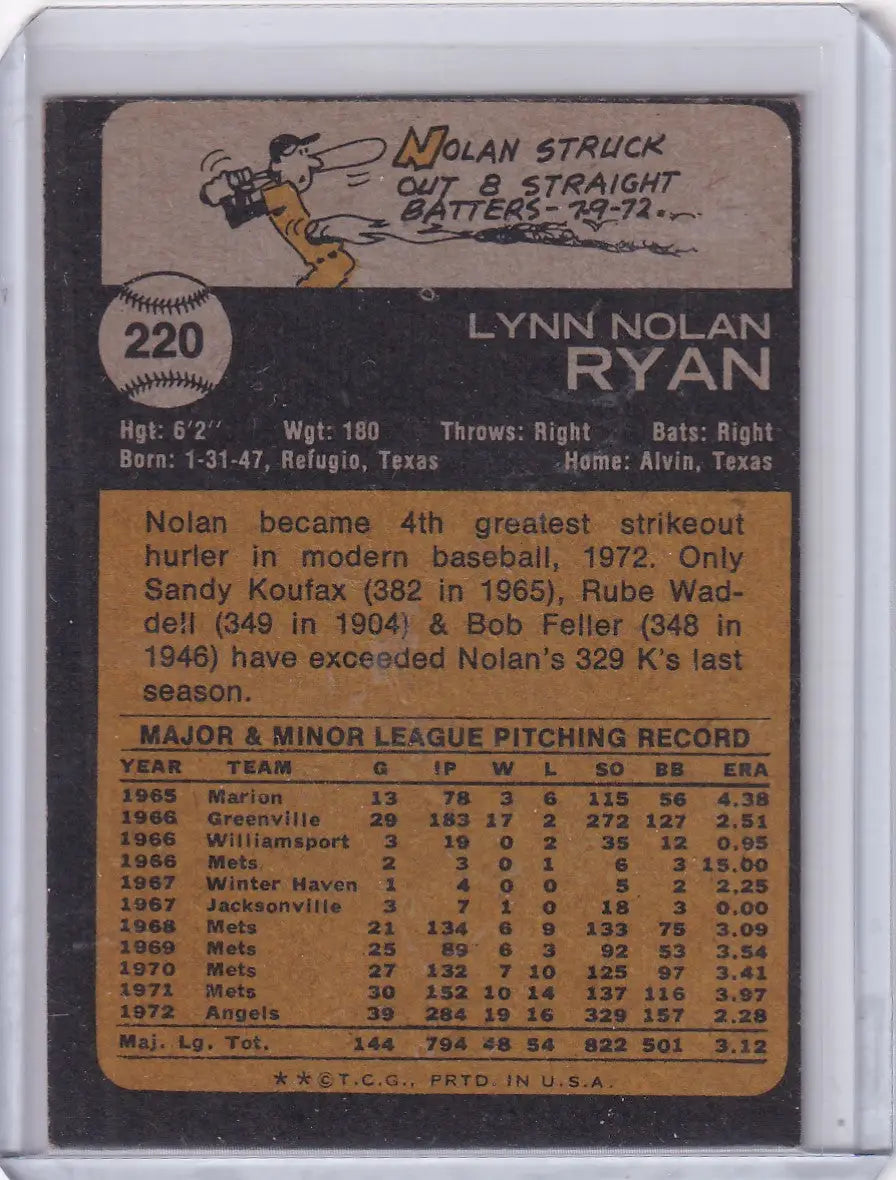 NOLAN STRUCK
OUT 8 STRAIGHT
BATTERS - 7-9-72...
220
LYNN NOLAN
RYAN
Hgt: 6'2" Wgt: 180 Throws: Right Bats: Right
Born: 1-31-47, Refugio, Texas Home: Alvin, Texas
Nolan became 4th greatest strikeout
hurler in modern baseball, 1972. Only
Sandy Koufax (382 in 1965), Rube Wad-
dell (349 in 1904) & Bob Feller (348 in
1946) have exceeded Nolan's 329 K's last
season.
MAJOR & MINOR LEAGUE PITCHING RECORD
YEAR TEAM G IP W L SO BB ERA
1965 Marion 13 78 3 6 115 56 4.38
1966 Greenville 29 183 17 2 272 127 2.51
1966 Williamsport 3 19 0 2 35 12 0.95
1966 Mets 2 3 0 1 6 3 15.00
1967 Winter Haven 1 4 0 0 5 2 2.25
1967 Jacksonville 3 7 1 0 18 3 0.00
1968 Mets 21 134 6 9 133 75 3.09
1969 Mets 25 89 6 3 92 53 3.54
1970 Mets 27 132 7 10 125 97 3.41
1971 Mets 30 152 10 14 137 116 3.97
1972 Angels 39 284 19 16 329 157 2.28
Maj. Lg. Tot. 144 794 48 54 822 501 3.12
* * © T.C.G., PRTD. IN U.S.A.